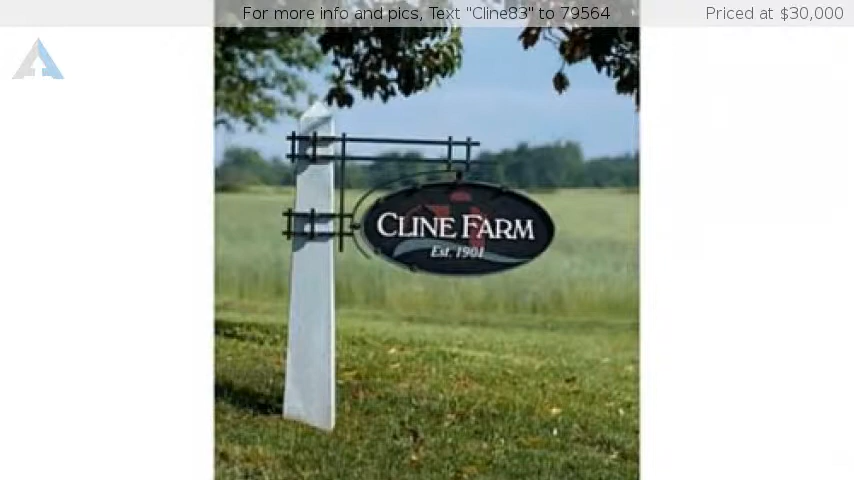 For more info and pics, Text "Cline83" to 79564
Priced at $30,000
CLINE FARM
Est. 1901